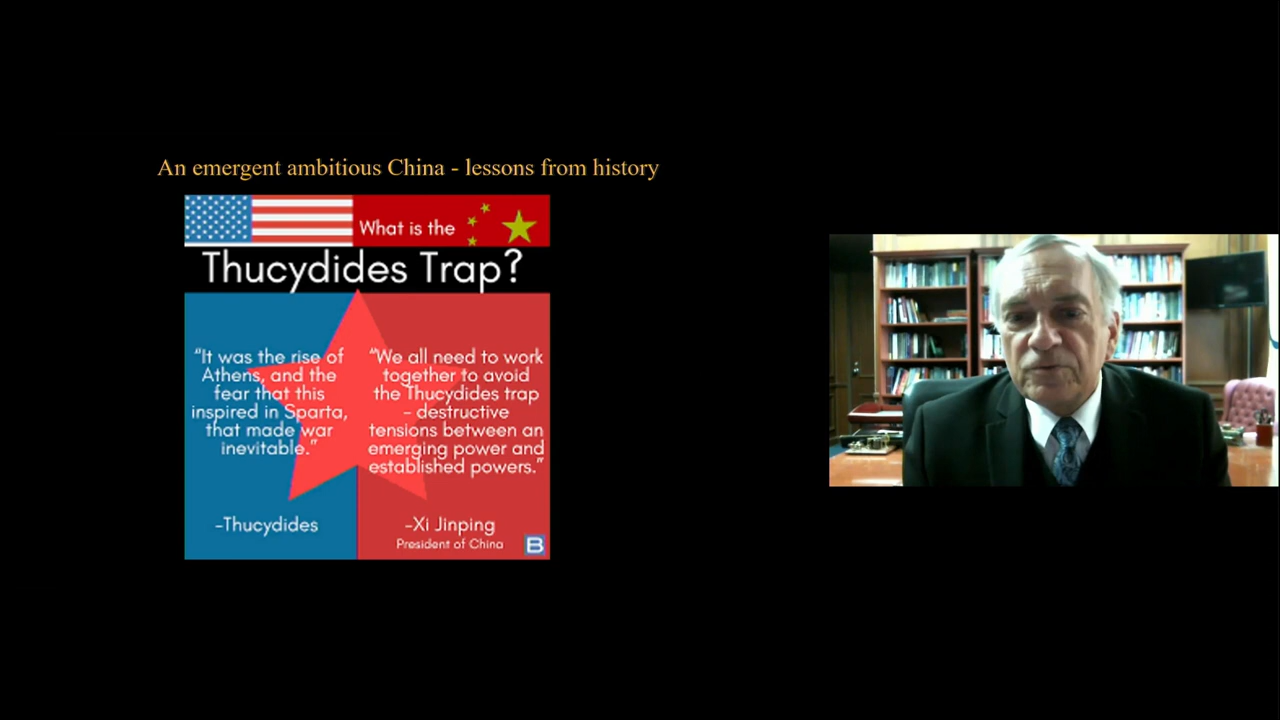 An emergent ambitious China - lessons from history
What is the
Thucydides Trap?
“It was the rise of
Athens, and the
fear that this
inspired in Sparta,
that made war
inevitable.”
-Thucydides
“We all need to work
together to avoid
the Thucydides trap
- destructive
tensions between an
emerging power and
established powers.”
-Xi Jinping
President of China
B